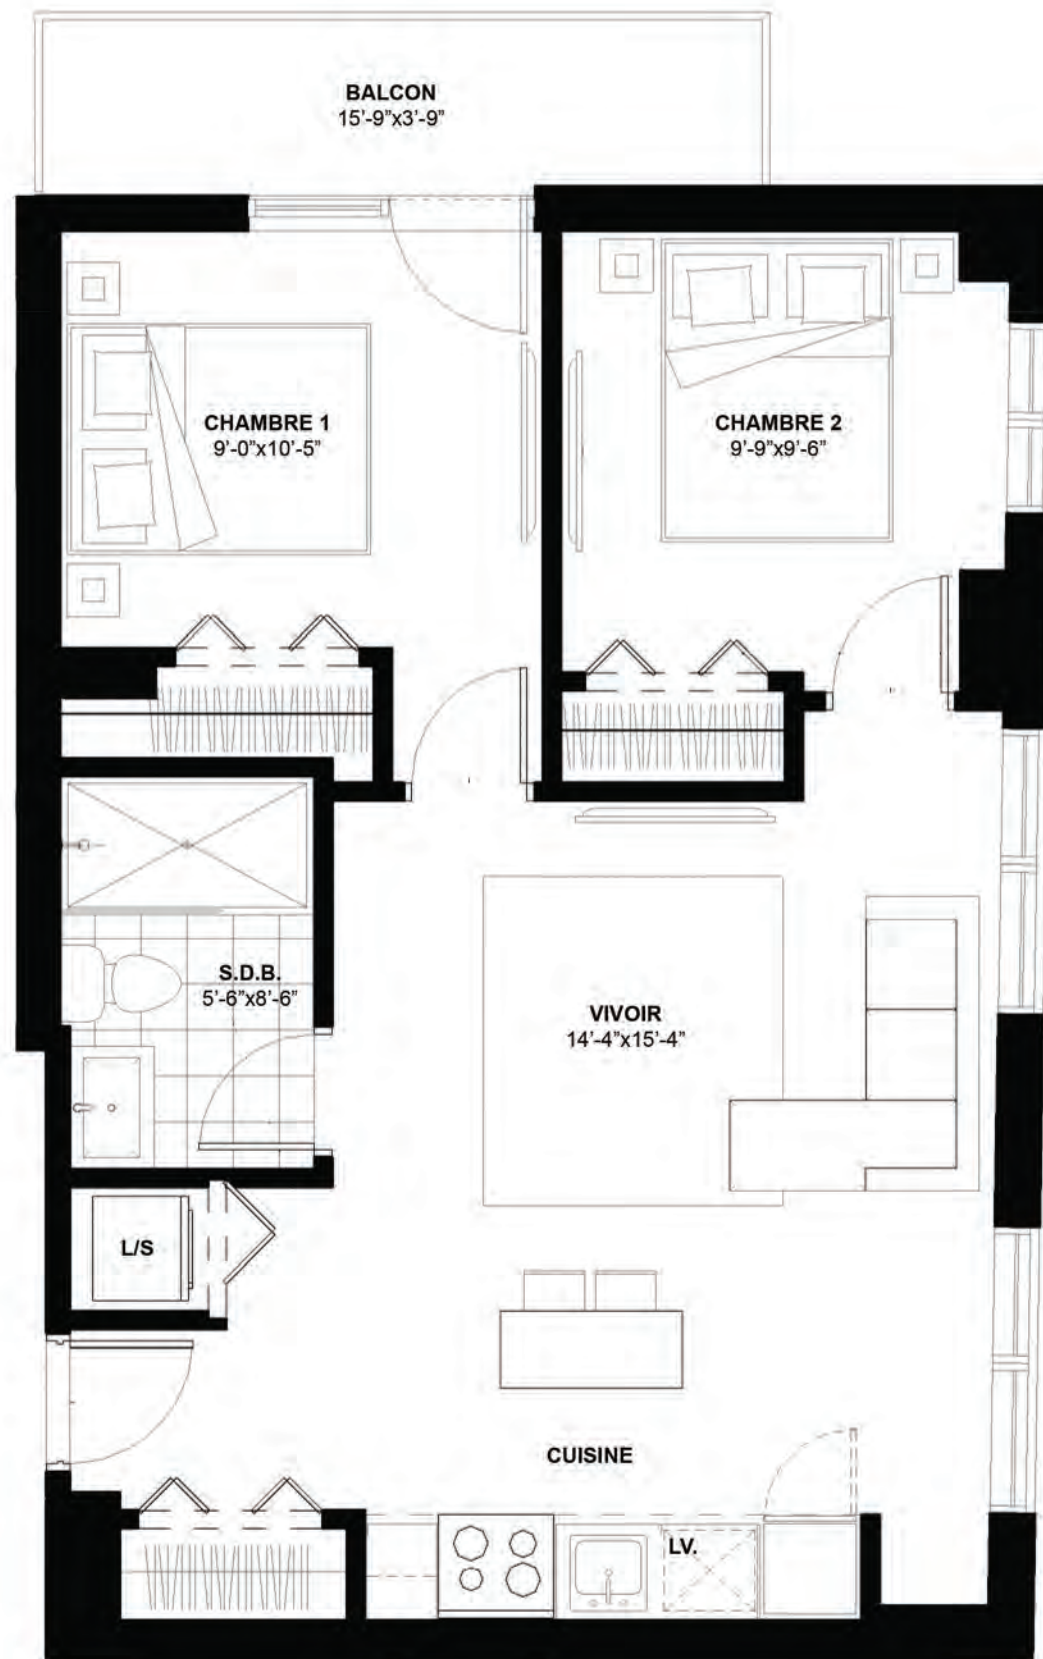 BALCON
15'-9"x3'-9"
CHAMBRE 1
9'-0"x10'-5"
CHAMBRE 2
9'-9"x9'-6"
S.D.B.
5'-6"x8'-6"
VIVOIR
14'-4"x15'-4"
L/S
CUISINE
LV.